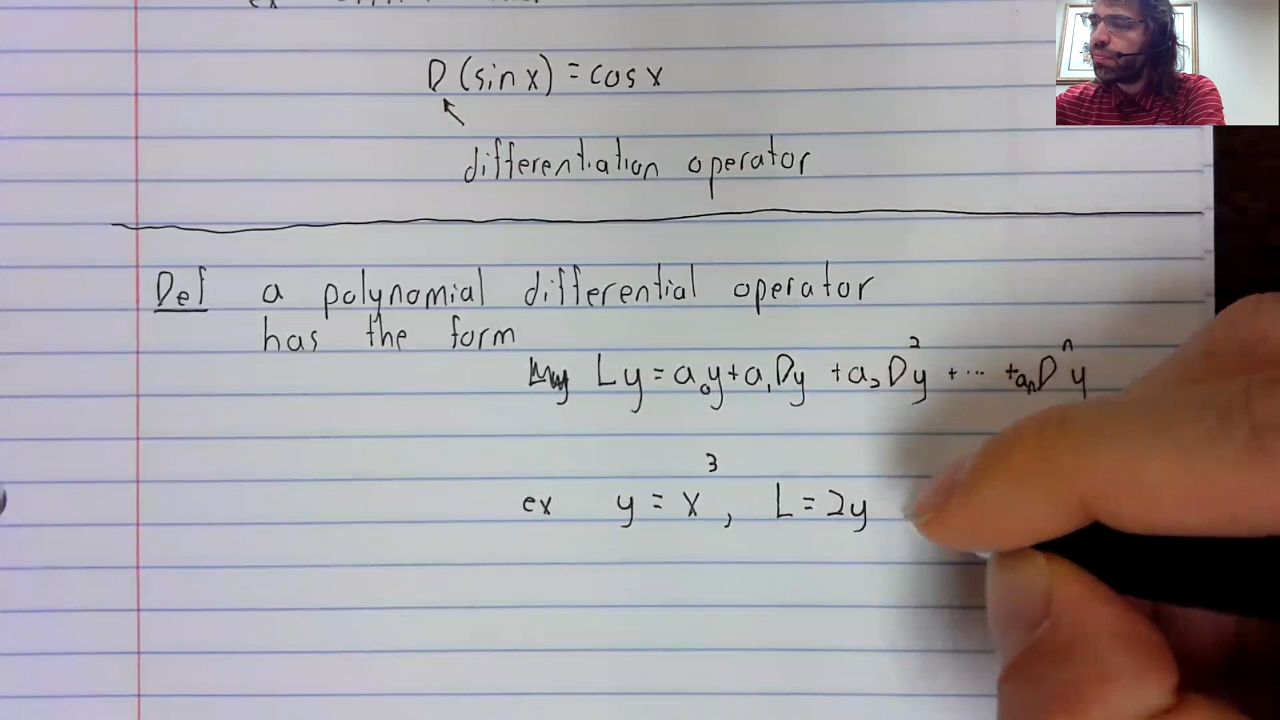 D (sin x) = cos x
differentiation operator
Def a polynomial differential operator
has the form
Ly = a₀y + a₁Dy + a₂D²y + ... + aₙDⁿy
ex y = x³, L = 2y